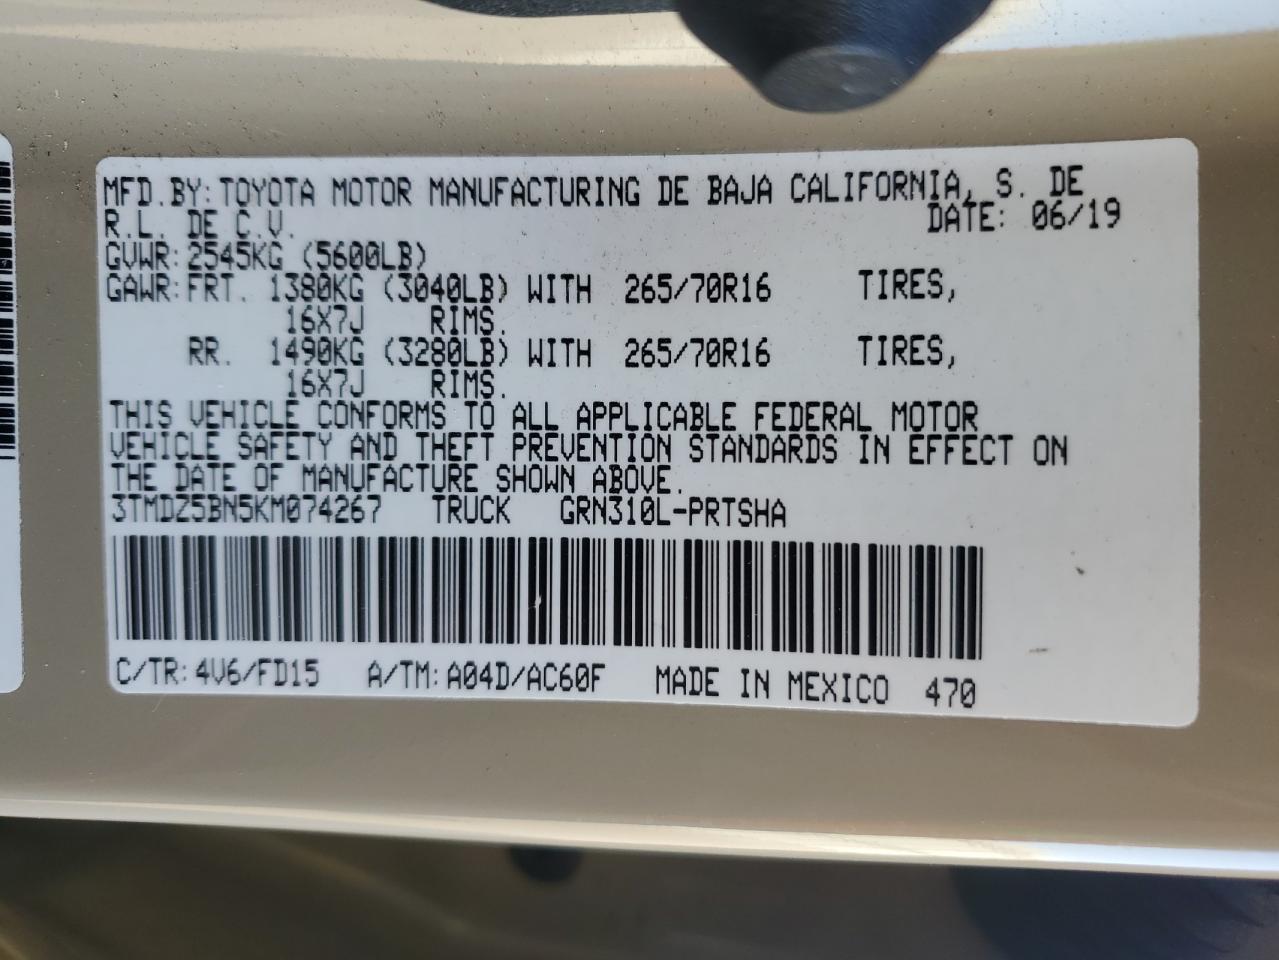 MFD.BY: TOYOTA MOTOR MANUFACTURING DE BAJA CALIFORNIA, S. DE
R.L. DE C.V. DATE: 06/19
GVWR: 2545KG (5600LB)
GAWR: FRT. 1380KG (3040LB) WITH 265/70R16 TIRES,
16X7J RIMS.
RR. 1490KG (3280LB) WITH 265/70R16 TIRES,
16X7J RIMS.
THIS VEHICLE CONFORMS TO ALL APPLICABLE FEDERAL MOTOR
VEHICLE SAFETY AND THEFT PREVENTION STANDARDS IN EFFECT ON
THE DATE OF MANUFACTURE SHOWN ABOVE.
3TMDZ5BN5KM074267 TRUCK GRN310L-PRTSHA
C/TR: 4V6/FD15 A/TM: A04D/AC60F MADE IN MEXICO 470